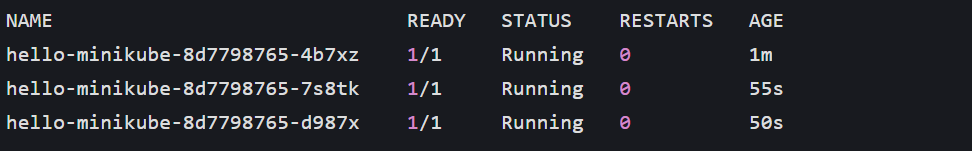 NAME READY STATUS RESTARTS AGE
hello-minikube-8d7798765-4b7xz 1/1 Running 0 1m
hello-minikube-8d7798765-7s8tk 1/1 Running 0 55s
hello-minikube-8d7798765-d987x 1/1 Running 0 50s